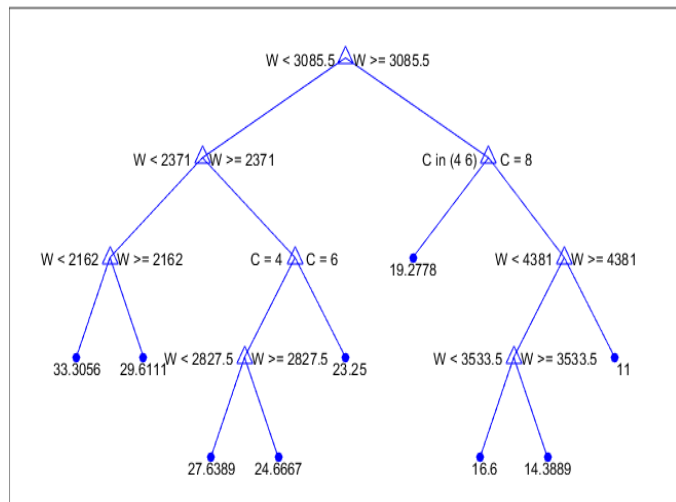 W < 3085.5 W >= 3085.5
W < 2371 W >= 2371 C in (4 6) C = 8
W < 2162 W >= 2162 C = 4 C = 6 19.2778 W < 4381 W >= 4381
33.3056 29.6111 W < 2827.5 W >= 2827.5 23.25 W < 3533.5 W >= 3533.5 11
27.6389 24.6667 16.6 14.3889